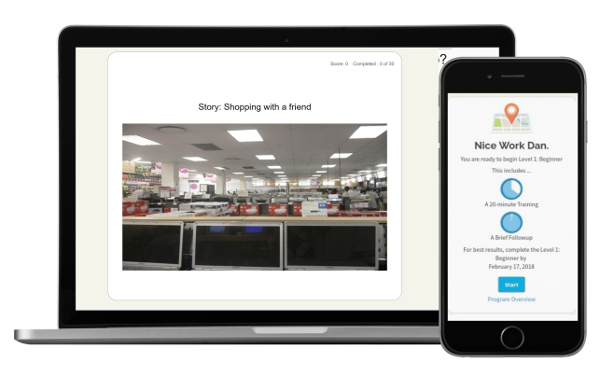 Score: 0 Completed : 0 of 30
?
Story: Shopping with a friend
Nice Work Dan.
You are ready to begin Level 1: Beginner
This includes ...
A 20-minute Training
A Brief Followup
For best results, complete the Level 1:
Beginner by
February 17, 2018
Start
Program Overview